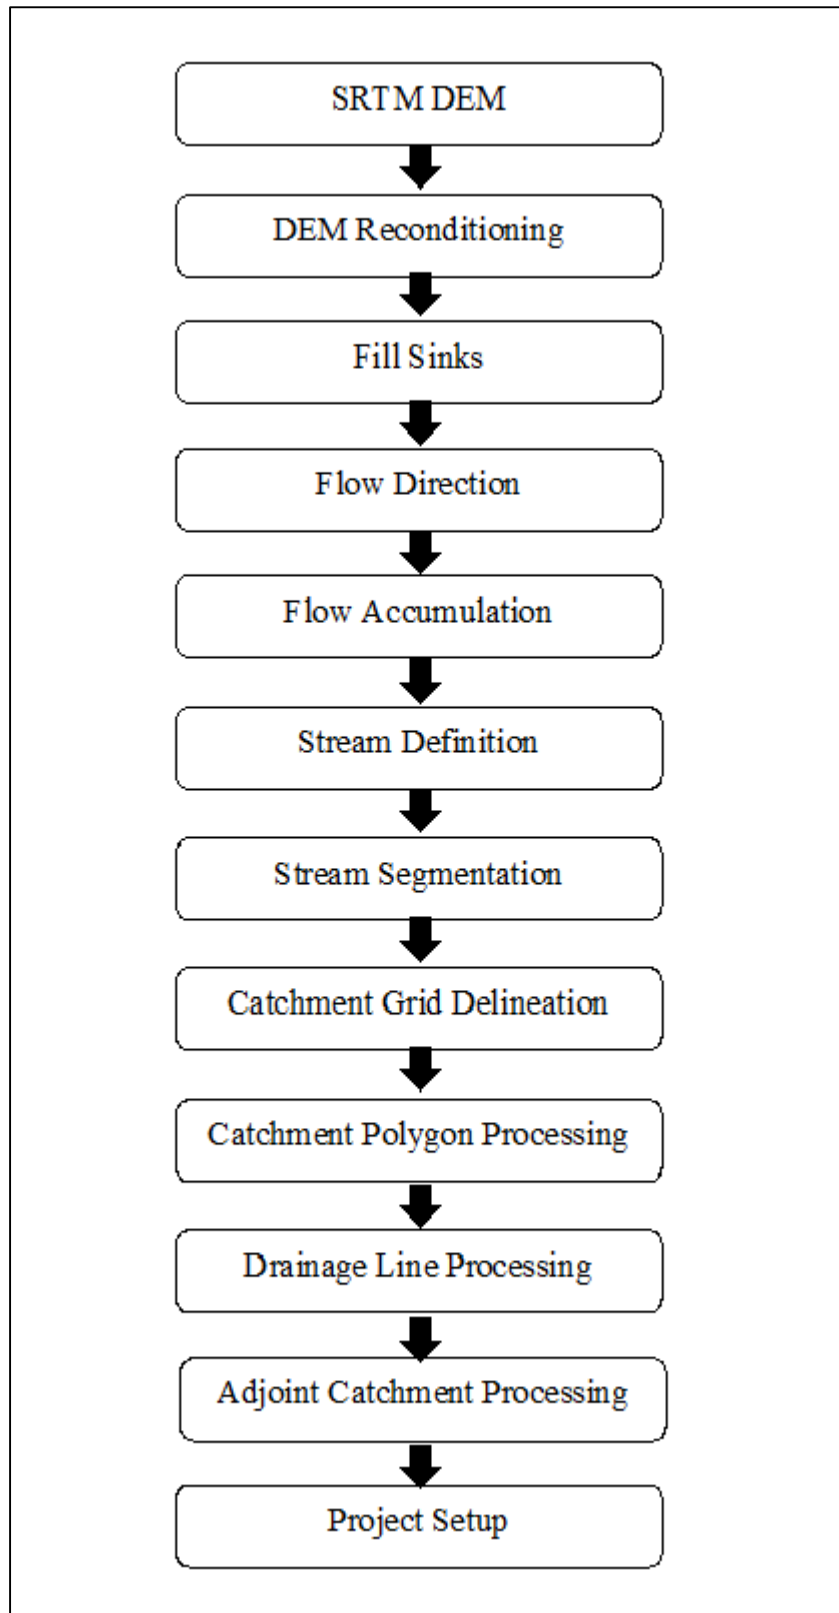 SRTM DEM
DEM Reconditioning
Fill Sinks
Flow Direction
Flow Accumulation
Stream Definition
Stream Segmentation
Catchment Grid Delineation
Catchment Polygon Processing
Drainage Line Processing
Adjoint Catchment Processing
Project Setup